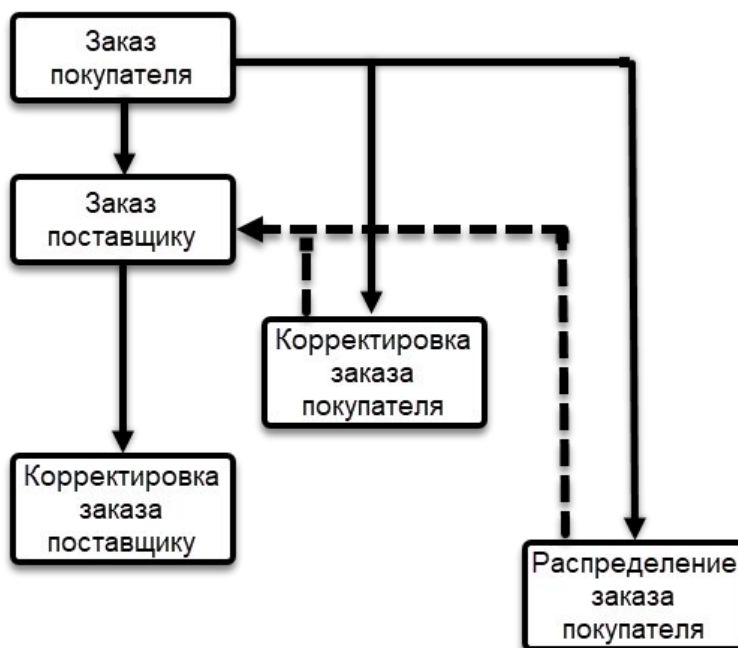 Заказ
покупателя
Заказ
поставщику
Корректировка
заказа
покупателя
Корректировка
заказа
поставщику
Распределение
заказа
покупателя